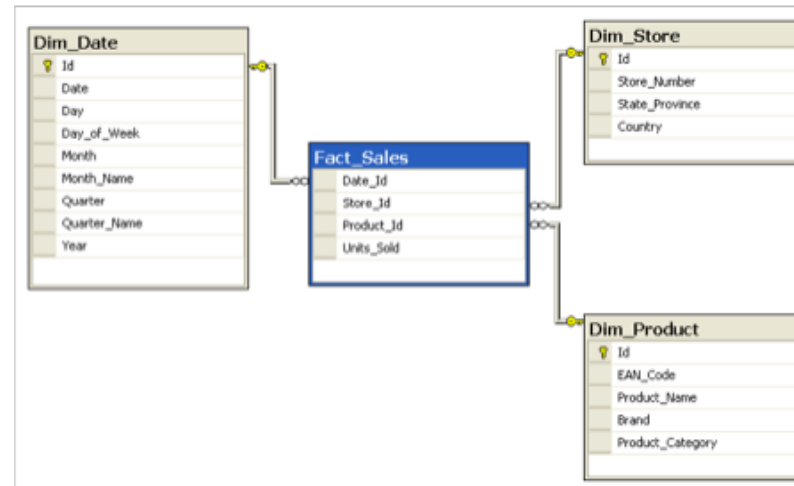 Dim_Date
Id
Date
Day
Day_of_Week
Month
Month_Name
Quarter
Quarter_Name
Year
Fact_Sales
Date_Id
Store_Id
Product_Id
Units_Sold
Dim_Store
Id
Store_Number
State_Province
Country
Dim_Product
Id
EAN_Code
Product_Name
Brand
Product_Category